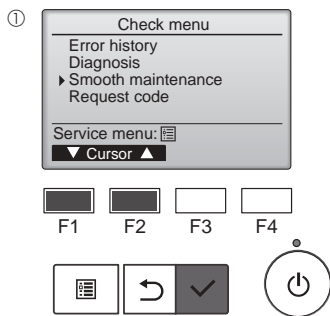 ①
Check menu
Error history
Diagnosis
Smooth maintenance
Request code
Service menu:
▼ Cursor ▲
F1 F2 F3 F4